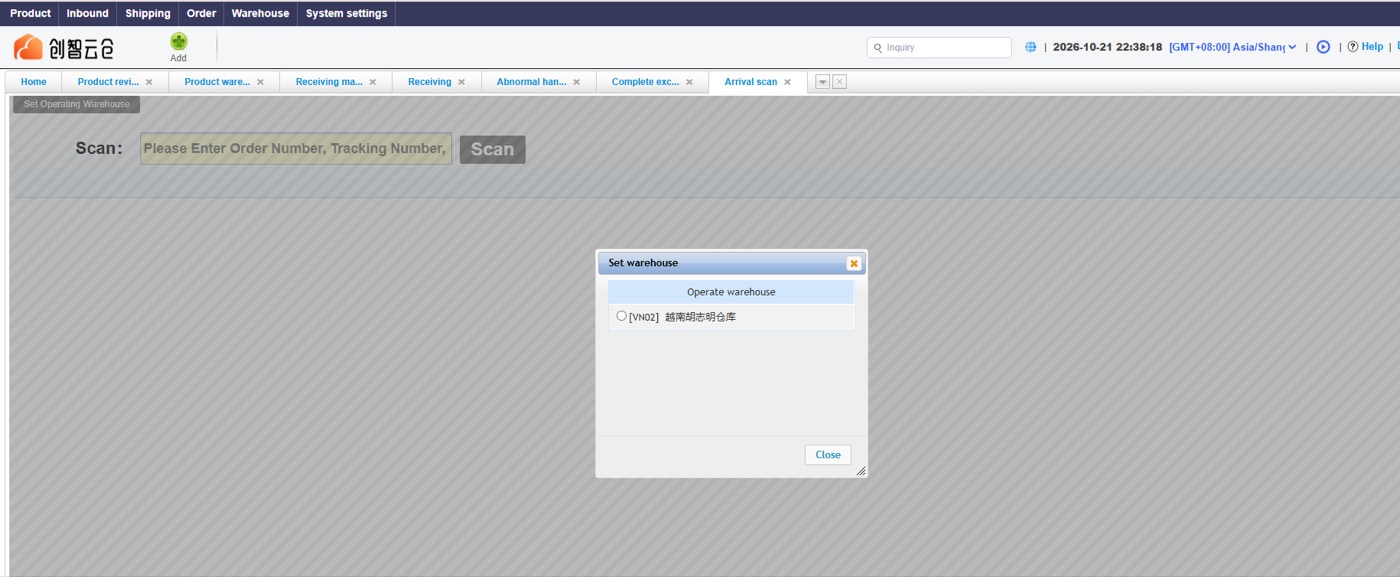 Product Inbound Shipping Order Warehouse System settings
创智云仓 Add Inquiry | 2026-10-21 22:38:18 [GMT+08:00] Asia/Shang | | Help |
Home Product revi... Product ware... Receiving ma... Receiving Abnormal han... Complete exc... Arrival scan
Set Operating Warehouse
Scan: Please Enter Order Number, Tracking Number, Scan
Set warehouse
Operate warehouse
[VN02] 越南胡志明仓库
Close